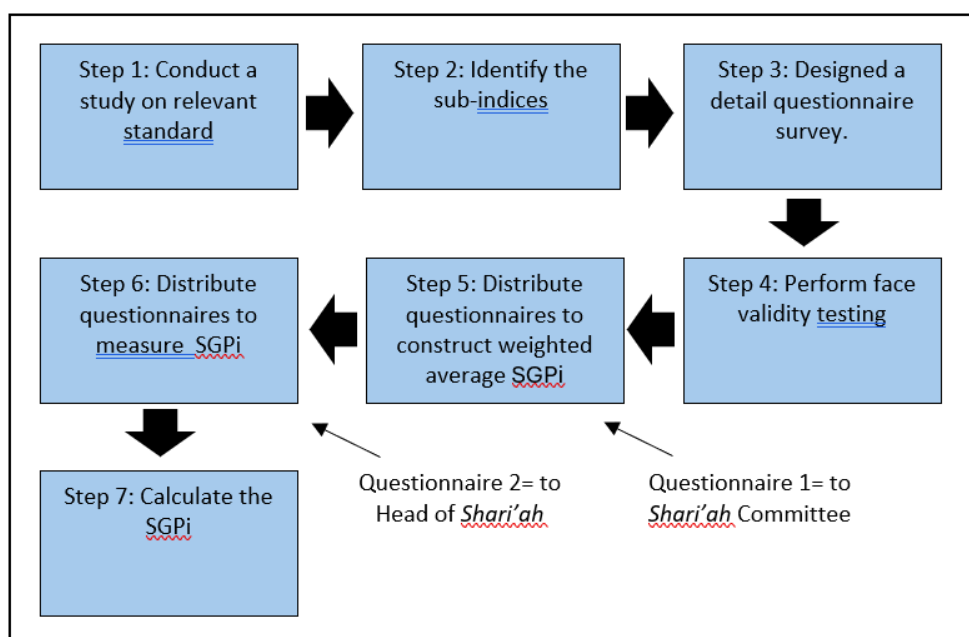 Step 1: Conduct a
study on relevant
standard
Step 2: Identify the
sub-indices
Step 3: Designed a
detail questionnaire
survey.
Step 4: Perform face
validity testing
Step 5: Distribute
questionnaires to
construct weighted
average SGPi
Step 6: Distribute
questionnaires to
measure  SGPi
Step 7: Calculate the
SGPi
Questionnaire 2= to
Head of Shari’ah
Questionnaire 1= to
Shari’ah Committee